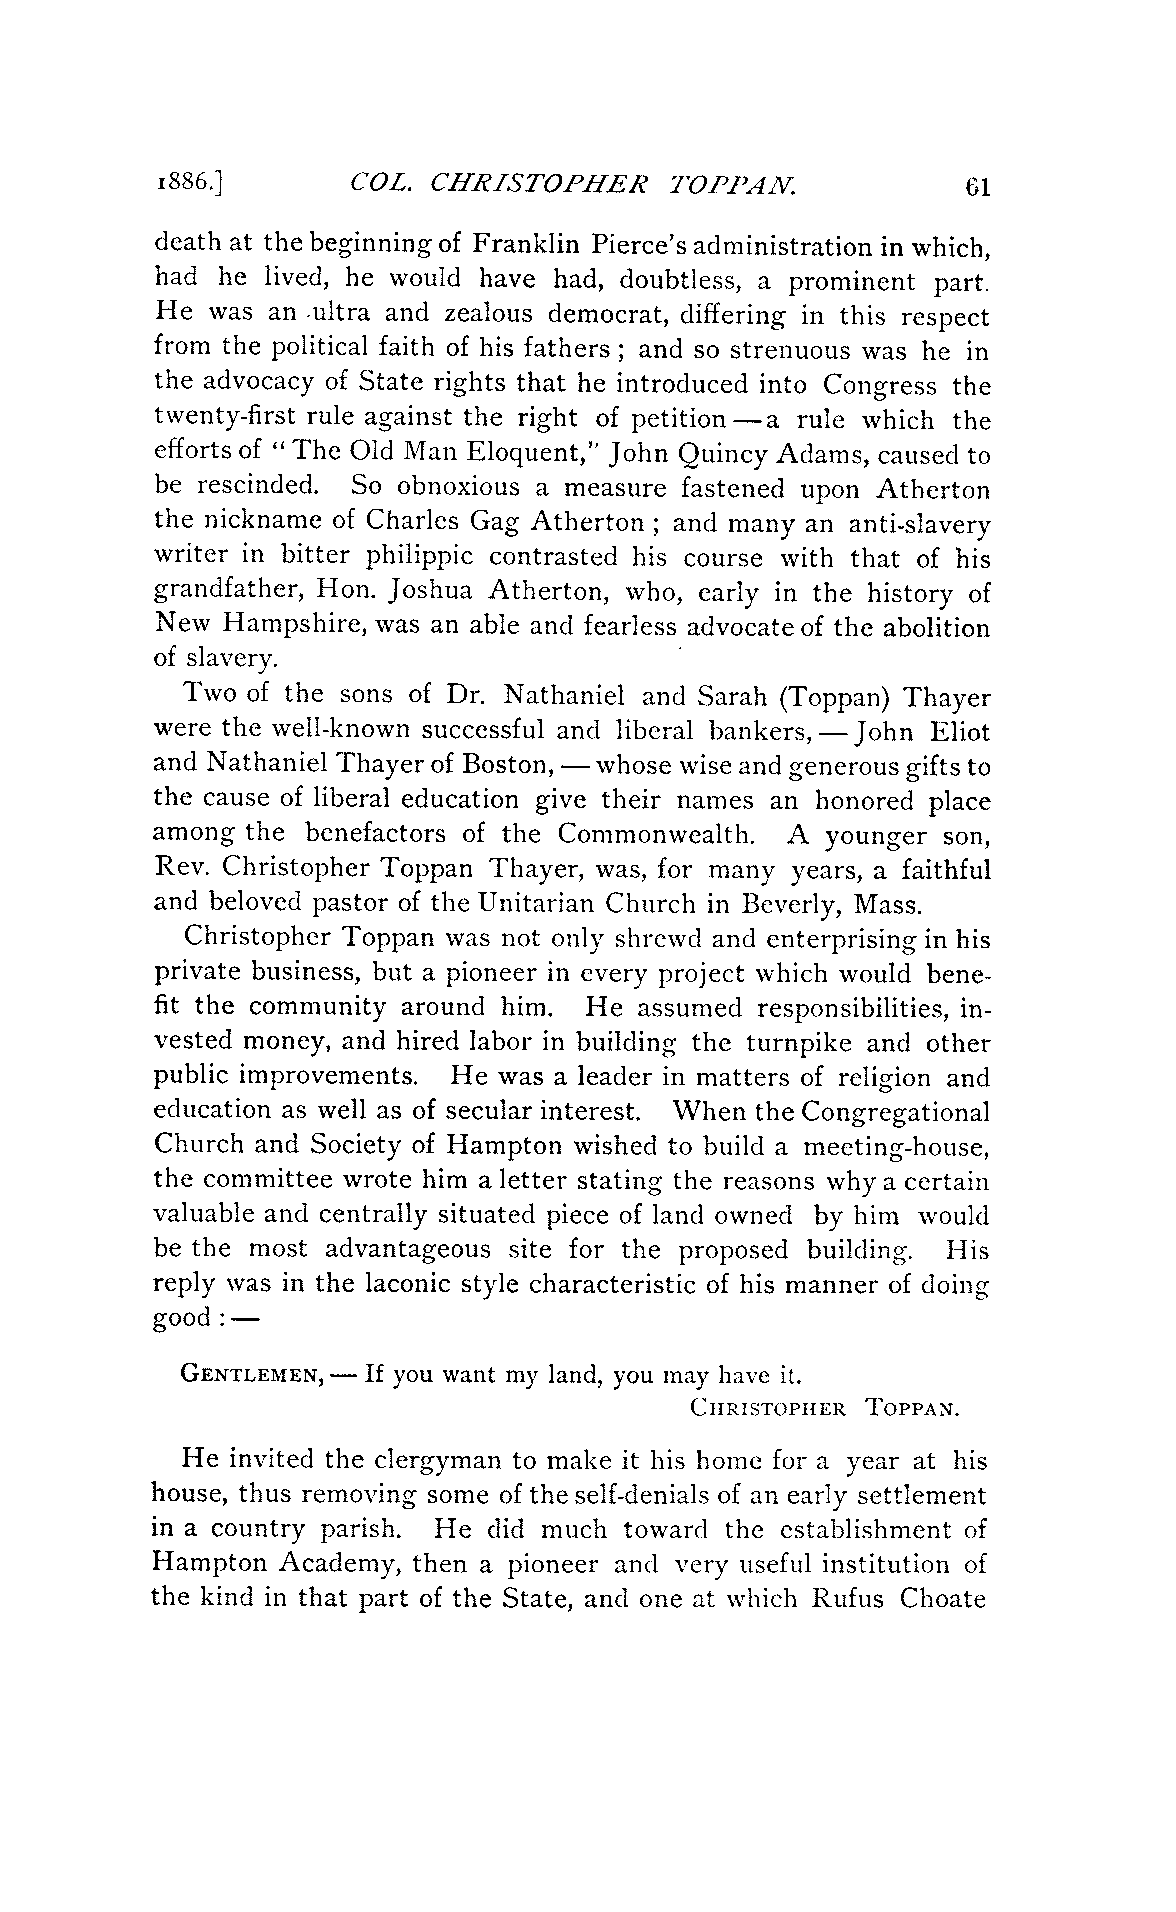 1886.] COL. CHRISTOPHER TOPPAN. 61
death at the beginning of Franklin Pierce's administration in which,
had he lived, he would have had, doubtless, a prominent part.
He was an ultra and zealous democrat, differing in this respect
from the political faith of his fathers; and so strenuous was he in
the advocacy of State rights that he introduced into Congress the
twenty-first rule against the right of petition — a rule which the
efforts of "The Old Man Eloquent," John Quincy Adams, caused to
be rescinded. So obnoxious a measure fastened upon Atherton
the nickname of Charles Gag Atherton; and many an anti-slavery
writer in bitter philippic contrasted his course with that of his
grandfather, Hon. Joshua Atherton, who, early in the history of
New Hampshire, was an able and fearless advocate of the abolition
of slavery.
Two of the sons of Dr. Nathaniel and Sarah (Toppan) Thayer
were the well-known successful and liberal bankers, — John Eliot
and Nathaniel Thayer of Boston, — whose wise and generous gifts to
the cause of liberal education give their names an honored place
among the benefactors of the Commonwealth. A younger son,
Rev. Christopher Toppan Thayer, was, for many years, a faithful
and beloved pastor of the Unitarian Church in Beverly, Mass.
Christopher Toppan was not only shrewd and enterprising in his
private business, but a pioneer in every project which would bene-
fit the community around him. He assumed responsibilities, in-
vested money, and hired labor in building the turnpike and other
public improvements. He was a leader in matters of religion and
education as well as of secular interest. When the Congregational
Church and Society of Hampton wished to build a meeting-house,
the committee wrote him a letter stating the reasons why a certain
valuable and centrally situated piece of land owned by him would
be the most advantageous site for the proposed building. His
reply was in the laconic style characteristic of his manner of doing
good : —
GENTLEMEN, — If you want my land, you may have it.
CHRISTOPHER TOPPAN.
He invited the clergyman to make it his home for a year at his
house, thus removing some of the self-denials of an early settlement
in a country parish. He did much toward the establishment of
Hampton Academy, then a pioneer and very useful institution of
the kind in that part of the State, and one at which Rufus Choate